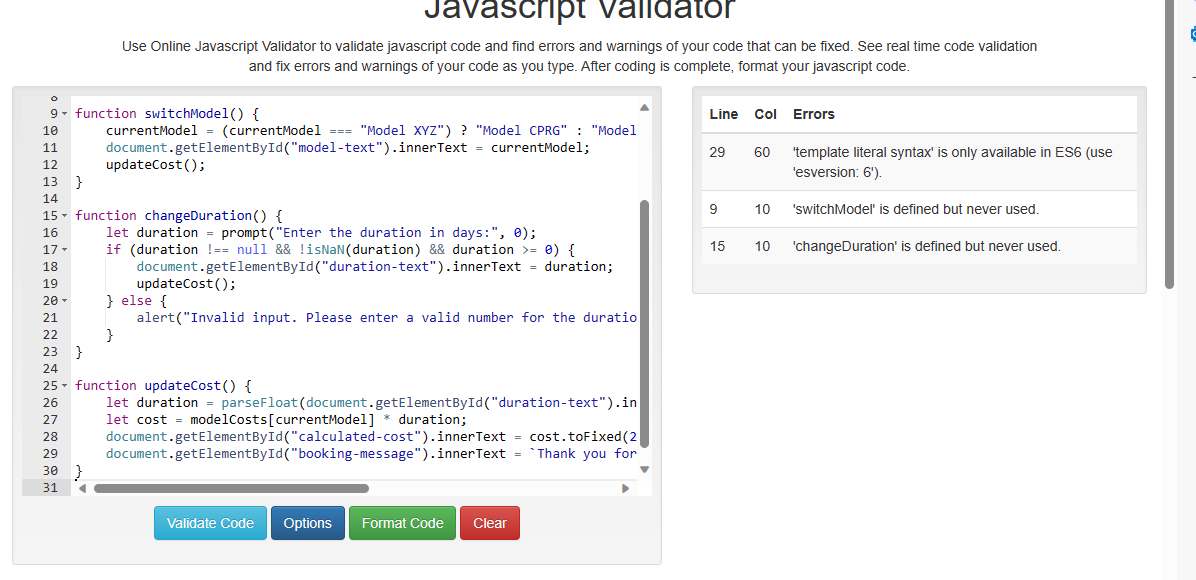 Javascript Validator
Use Online Javascript Validator to validate javascript code and find errors and warnings of your code that can be fixed. See real time code validation
and fix errors and warnings of your code as you type. After coding is complete, format your javascript code.
8
9 function switchModel() {
10 currentModel = (currentModel === "Model XYZ") ? "Model CPRG" : "Model
11 document.getElementById("model-text").innerText = currentModel;
12 updateCost();
13 }
14
15 function changeDuration() {
16 let duration = prompt("Enter the duration in days:", 0);
17 if (duration !== null && !isNaN(duration) && duration >= 0) {
18 document.getElementById("duration-text").innerText = duration;
19 updateCost();
20 } else {
21 alert("Invalid input. Please enter a valid number for the duratio
22 }
23 }
24
25 function updateCost() {
26 let duration = parseFloat(document.getElementById("duration-text").in
27 let cost = modelCosts[currentModel] * duration;
28 document.getElementById("calculated-cost").innerText = cost.toFixed(2
29 document.getElementById("booking-message").innerText = `Thank you for
30 }
31
Validate Code Options Format Code Clear
Line Col Errors
29 60 'template literal syntax' is only available in ES6 (use
'esversion: 6').
9 10 'switchModel' is defined but never used.
15 10 'changeDuration' is defined but never used.